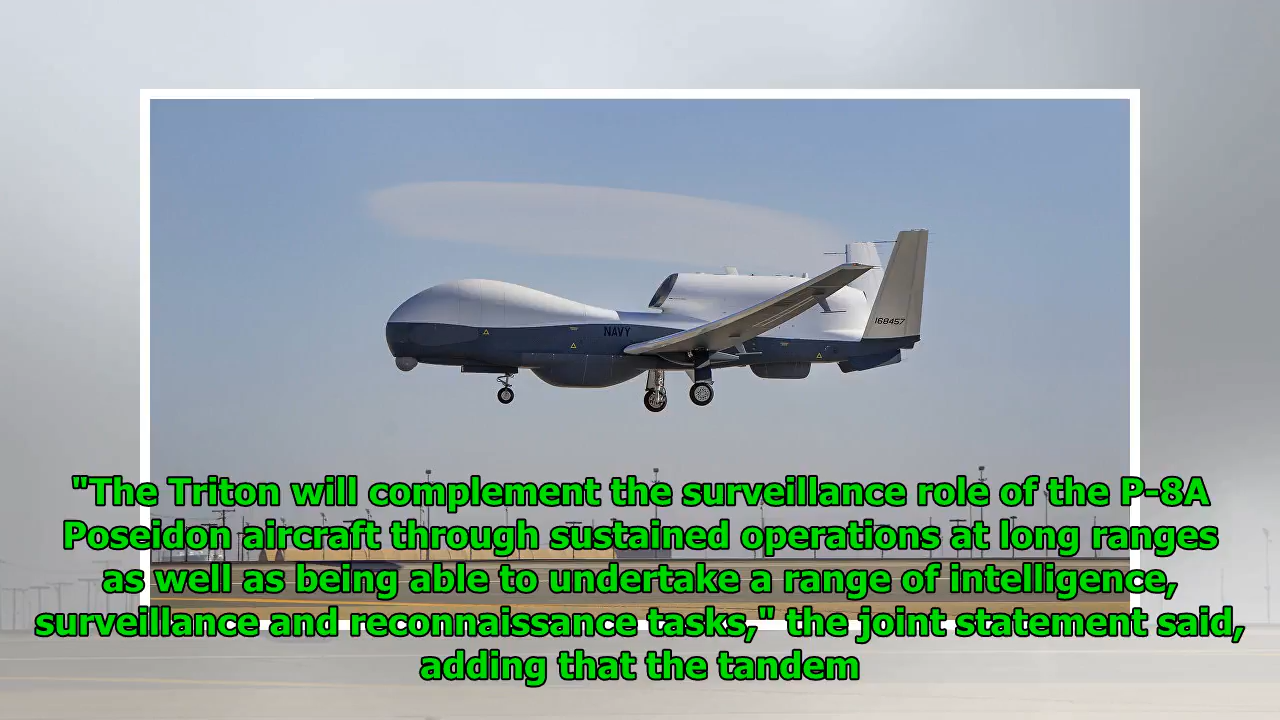 NAVY
168457
"The Triton will complement the surveillance role of the P-8A
Poseidon aircraft through sustained operations at long ranges
as well as being able to undertake a range of intelligence,
surveillance and reconnaissance tasks," the joint statement said,
adding that the tandem